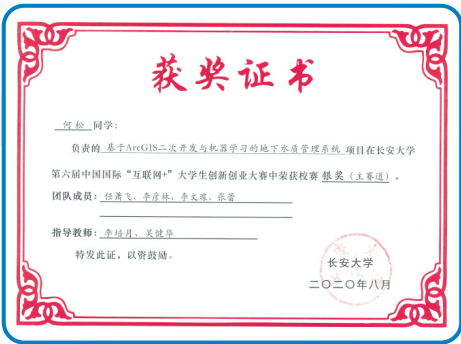 获奖证书
何松 同学：
负责的 基于ArcGIS二次开发与机器学习的地下水质管理系统 项目在长安大学
第六届中国国际“互联网+”大学生创新创业大赛中荣获校赛 银奖（主赛道）。
团队成员：任萧飞、李彦林、李文璩、张蕾
指导教师：李培月、吴健华
特发此证，以资鼓励。
长安大学
二〇二〇年八月